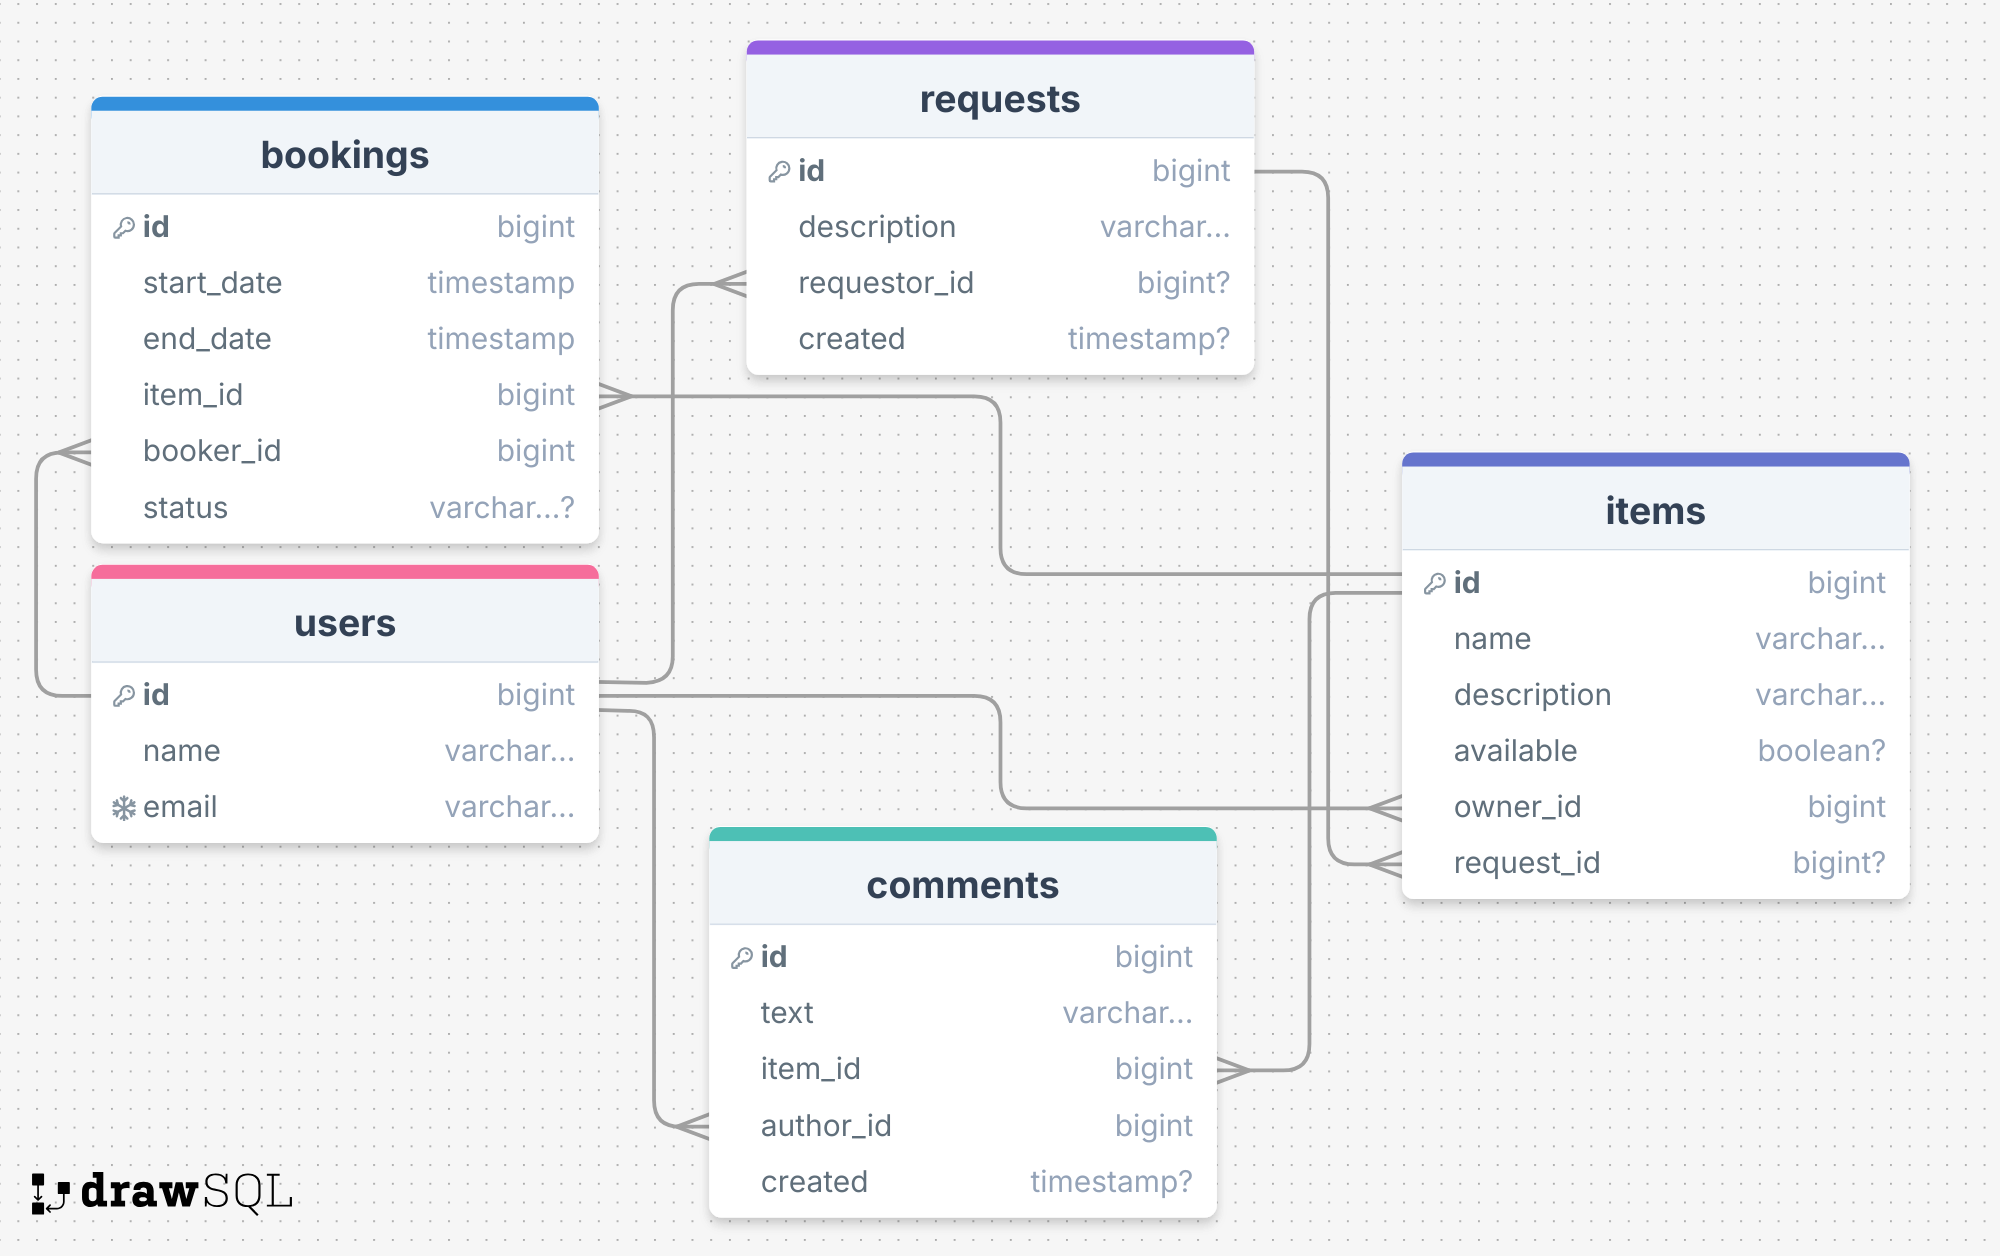 requests
id bigint
description varchar...
requestor_id bigint?
created timestamp?
bookings
id bigint
start_date timestamp
end_date timestamp
item_id bigint
booker_id bigint
status varchar...?
items
id bigint
name varchar...
description varchar...
available boolean?
owner_id bigint
request_id bigint?
users
id bigint
name varchar...
email varchar...
comments
id bigint
text varchar...
item_id bigint
author_id bigint
created timestamp?
drawSQL